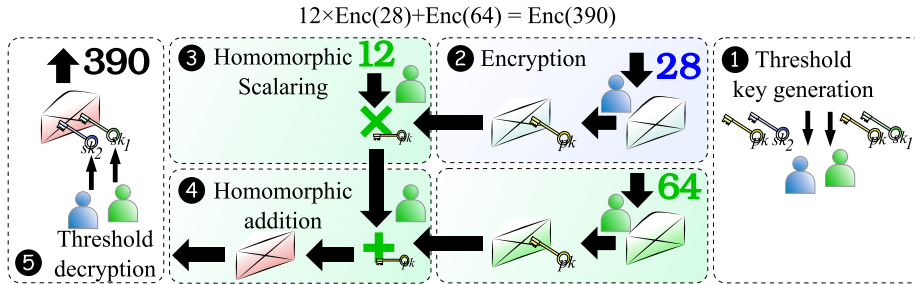 12×Enc(28)+Enc(64) = Enc(390)
390
sk2
sk1
5
Threshold
decryption
3 Homomorphic
Scalaring
12
pk
4 Homomorphic
addition
pk
2 Encryption
28
pk
64
pk
1 Threshold
key generation
pk
sk2
pk
sk1